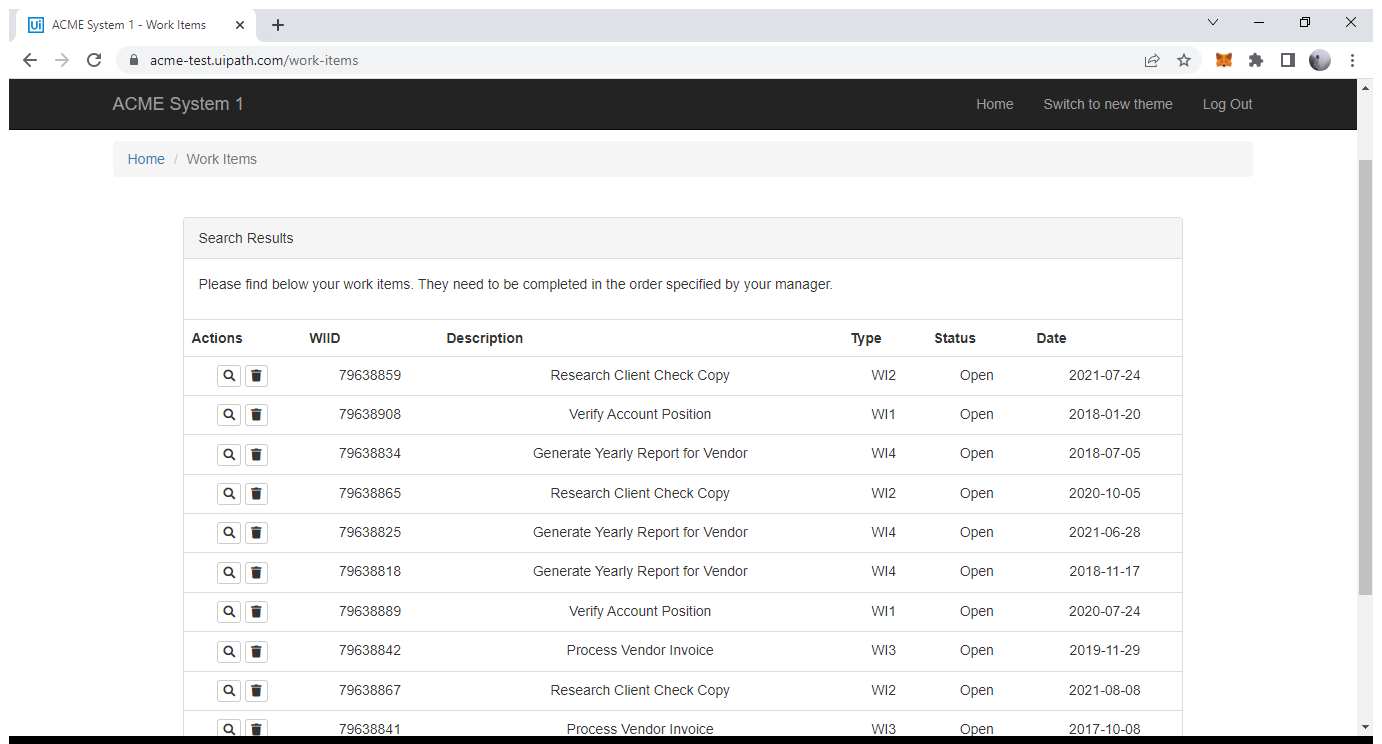 Ui ACME System 1 - Work Items
acme-test.uipath.com/work-items
ACME System 1 Home Switch to new theme Log Out
Home / Work Items
Search Results
Please find below your work items. They need to be completed in the order specified by your manager.
Actions WIID Description Type Status Date
79638859 Research Client Check Copy WI2 Open 2021-07-24
79638908 Verify Account Position WI1 Open 2018-01-20
79638834 Generate Yearly Report for Vendor WI4 Open 2018-07-05
79638865 Research Client Check Copy WI2 Open 2020-10-05
79638825 Generate Yearly Report for Vendor WI4 Open 2021-06-28
79638818 Generate Yearly Report for Vendor WI4 Open 2018-11-17
79638889 Verify Account Position WI1 Open 2020-07-24
79638842 Process Vendor Invoice WI3 Open 2019-11-29
79638867 Research Client Check Copy WI2 Open 2021-08-08
79638841 Process Vendor Invoice WI3 Open 2017-10-08